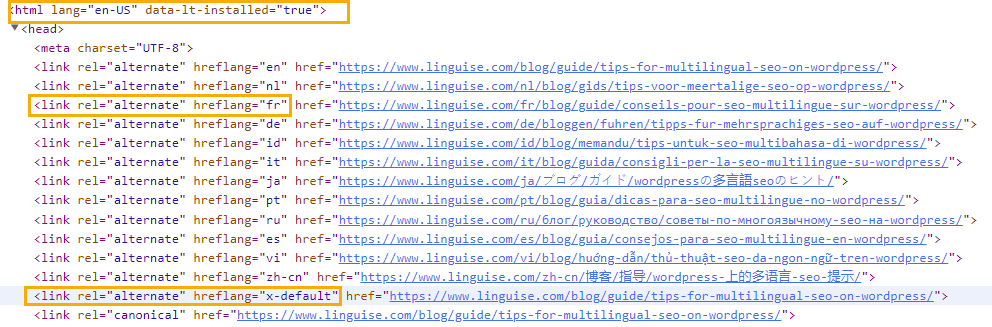 <html lang="en-US" data-lt-installed="true">
▼<head>
<meta charset="UTF-8">
<link rel="alternate" hreflang="en" href="https://www.linguise.com/blog/guide/tips-for-multilingual-seo-on-wordpress/">
<link rel="alternate" hreflang="nl" href="https://www.linguise.com/nl/blog/gids/tips-voor-meertalige-seo-op-wordpress/">
<link rel="alternate" hreflang="fr" href="https://www.linguise.com/fr/blog/guide/conseils-pour-seo-multilingue-sur-wordpress/">
<link rel="alternate" hreflang="de" href="https://www.linguise.com/de/bloggen/fuhren/tipps-fur-mehrsprachiges-seo-auf-wordpress/">
<link rel="alternate" hreflang="id" href="https://www.linguise.com/id/blog/memandu/tips-untuk-seo-multibahasa-di-wordpress/">
<link rel="alternate" hreflang="it" href="https://www.linguise.com/it/blog/guida/consigli-per-la-seo-multilingue-su-wordpress/">
<link rel="alternate" hreflang="ja" href="https://www.linguise.com/ja/ブログ/ガイド/wordpressの多言語seoのヒント/">
<link rel="alternate" hreflang="pt" href="https://www.linguise.com/pt/blog/guia/dicas-para-seo-multilingue-no-wordpress/">
<link rel="alternate" hreflang="ru" href="https://www.linguise.com/ru/блог/руководство/советы-по-многоязычному-seo-на-wordpress/">
<link rel="alternate" hreflang="es" href="https://www.linguise.com/es/blog/guia/consejos-para-seo-multilingue-en-wordpress/">
<link rel="alternate" hreflang="vi" href="https://www.linguise.com/vi/blog/huớng-dẫn/thủ-thuật-seo-da-ngon-ngữ-tren-wordpress/">
<link rel="alternate" hreflang="zh-cn" href="https://www.linguise.com/zh-cn/博客/指导/wordpress-上的多语言-seo-提示/">
<link rel="alternate" hreflang="x-default" href="https://www.linguise.com/blog/guide/tips-for-multilingual-seo-on-wordpress/">
<link rel="canonical" href="https://www.linguise.com/blog/guide/tips-for-multilingual-seo-on-wordpress/">